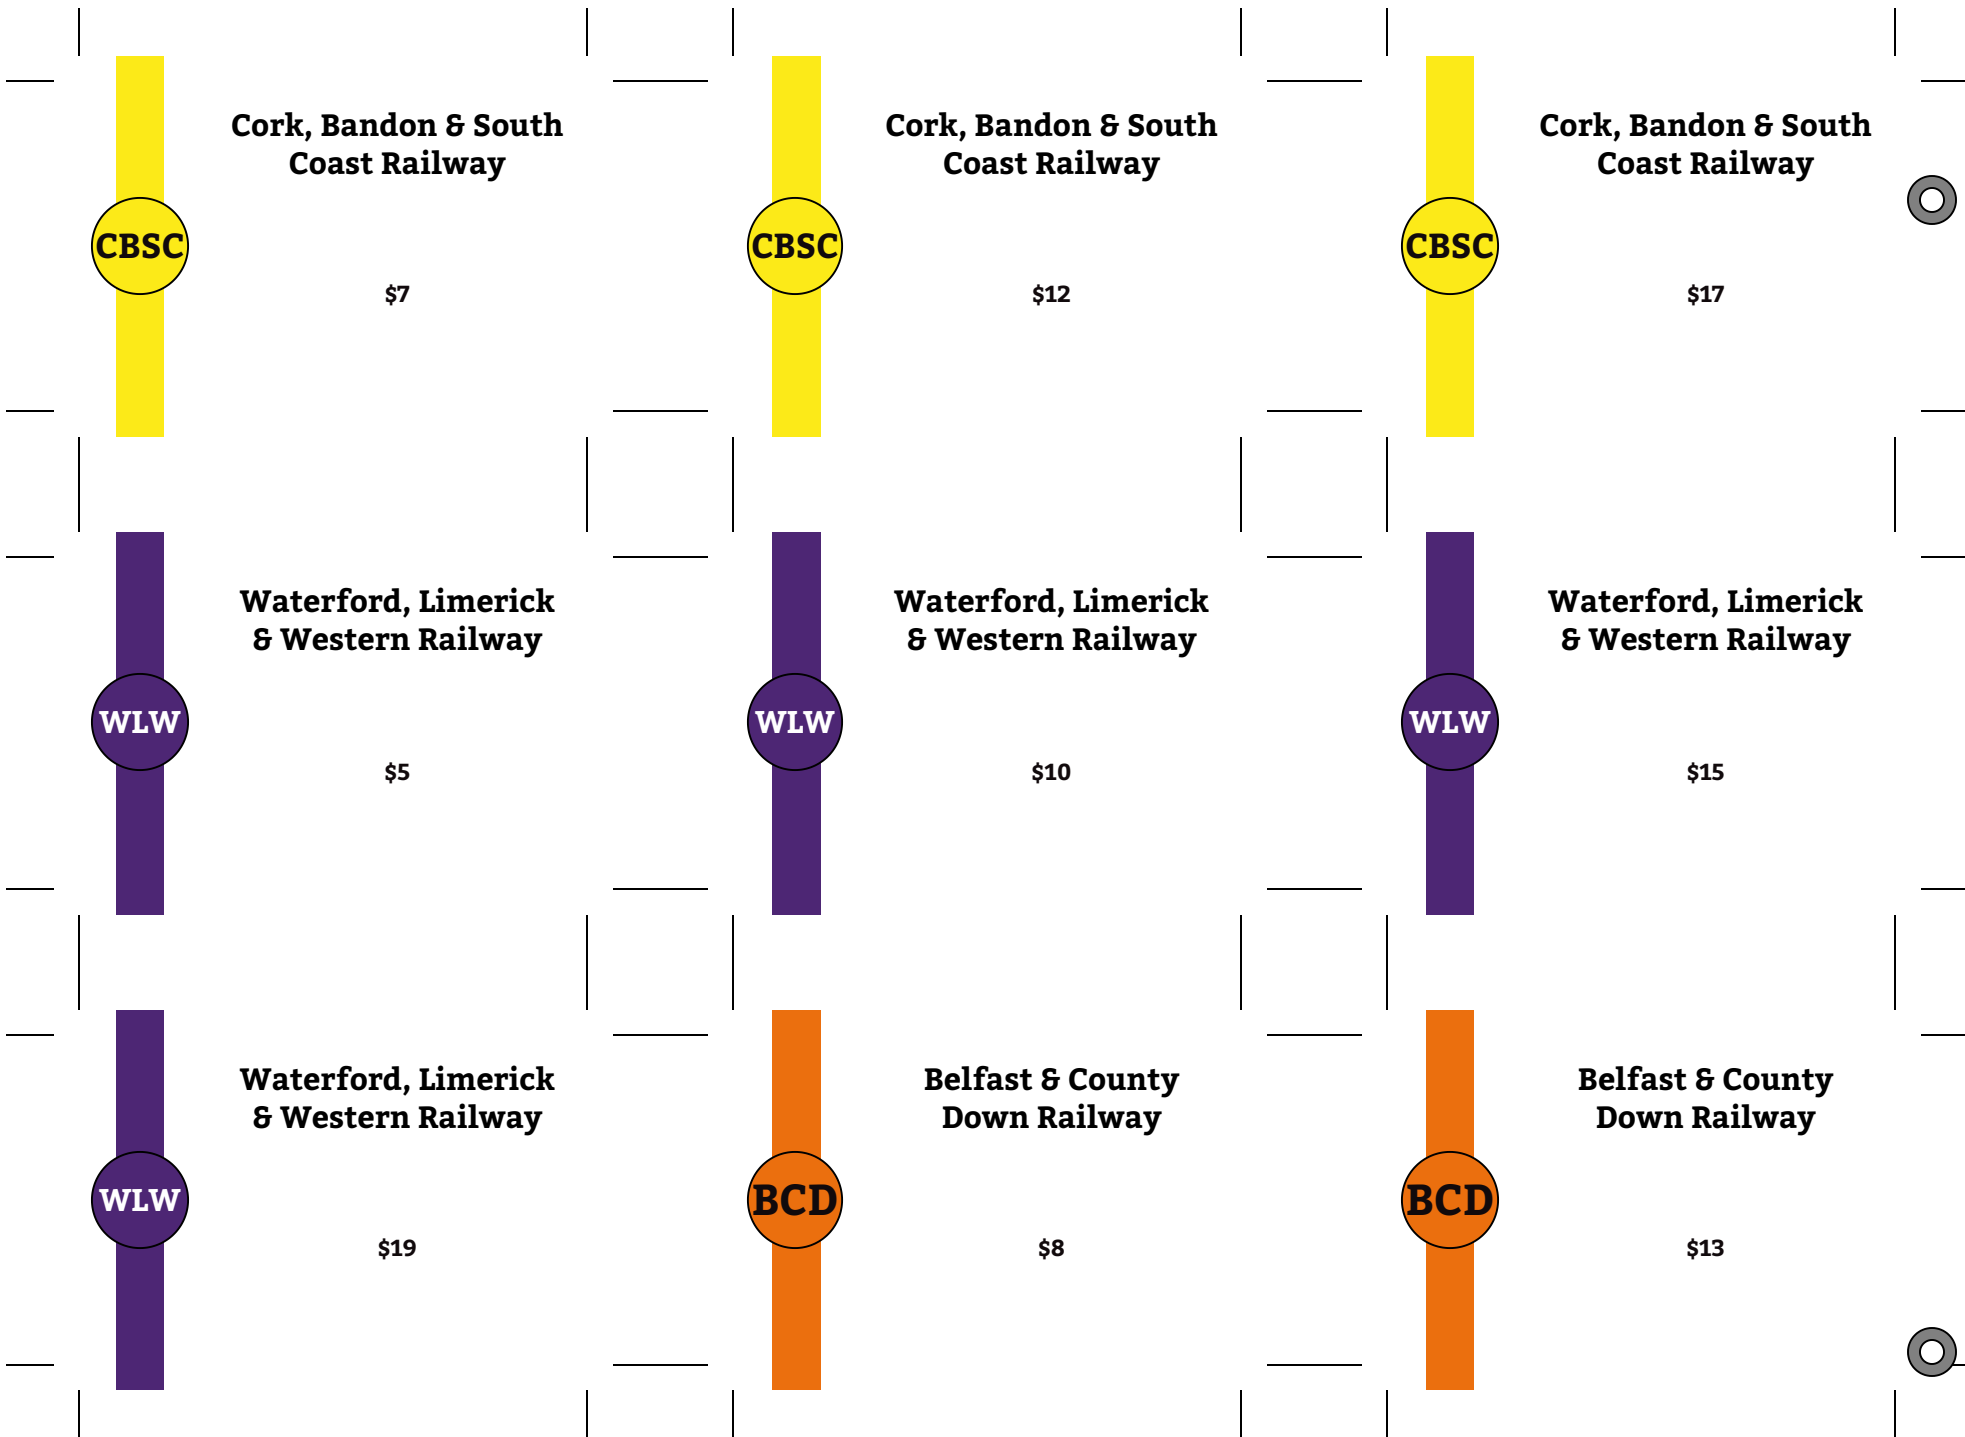 Cork, Bandon & South
Coast Railway
CBSC
$7
Cork, Bandon & South
Coast Railway
CBSC
$12
Cork, Bandon & South
Coast Railway
CBSC
$17
Waterford, Limerick
& Western Railway
WLW
$5
Waterford, Limerick
& Western Railway
WLW
$10
Waterford, Limerick
& Western Railway
WLW
$15
Waterford, Limerick
& Western Railway
WLW
$19
Belfast & County
Down Railway
BCD
$8
Belfast & County
Down Railway
BCD
$13